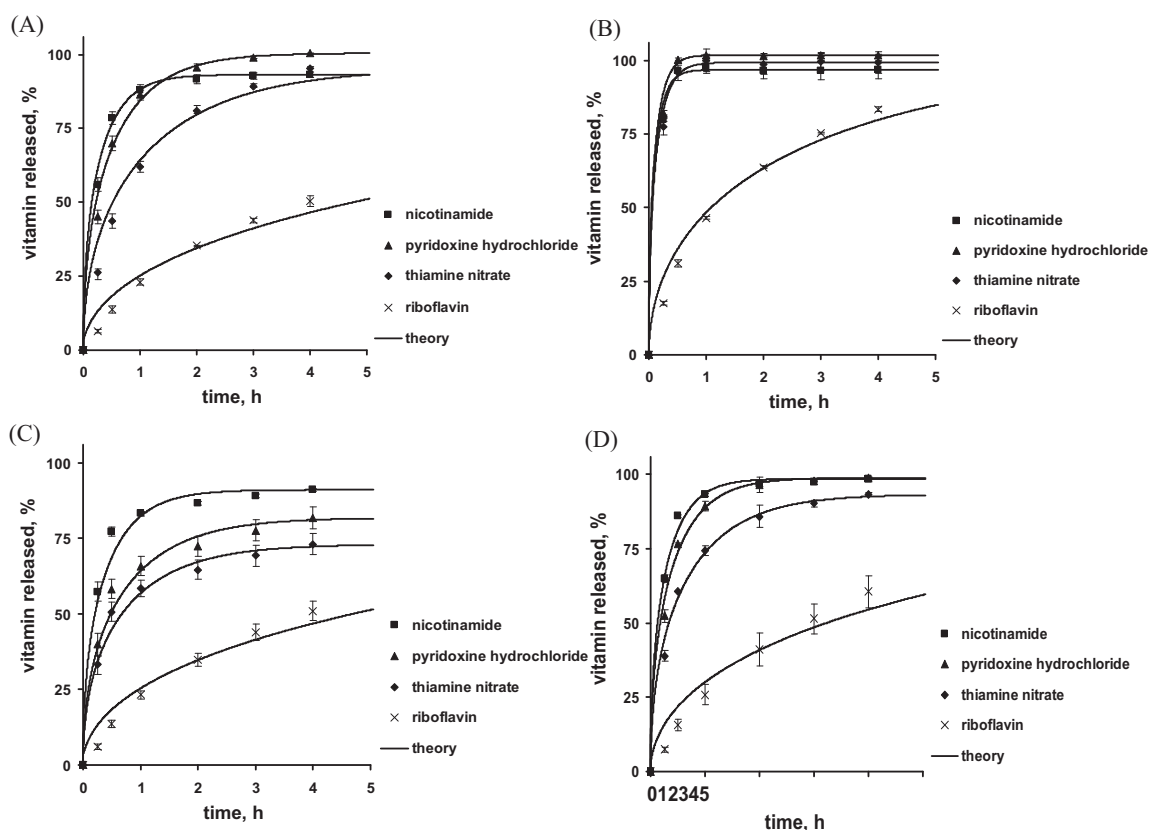 (A)
100
75
50
25
0
vitamin released, %
0 1 2 3 4 5
time, h
nicotinamide
pyridoxine hydrochloride
thiamine nitrate
riboflavin
theory
(B)
100
75
50
25
0
vitamin released, %
0 1 2 3 4 5
time, h
nicotinamide
pyridoxine hydrochloride
thiamine nitrate
riboflavin
theory
(C)
100
75
50
25
0
vitamin released, %
0 1 2 3 4 5
time, h
nicotinamide
pyridoxine hydrochloride
thiamine nitrate
riboflavin
theory
(D)
100
75
50
25
0
vitamin released, %
012345
time, h
nicotinamide
pyridoxine hydrochloride
thiamine nitrate
riboflavin
theory